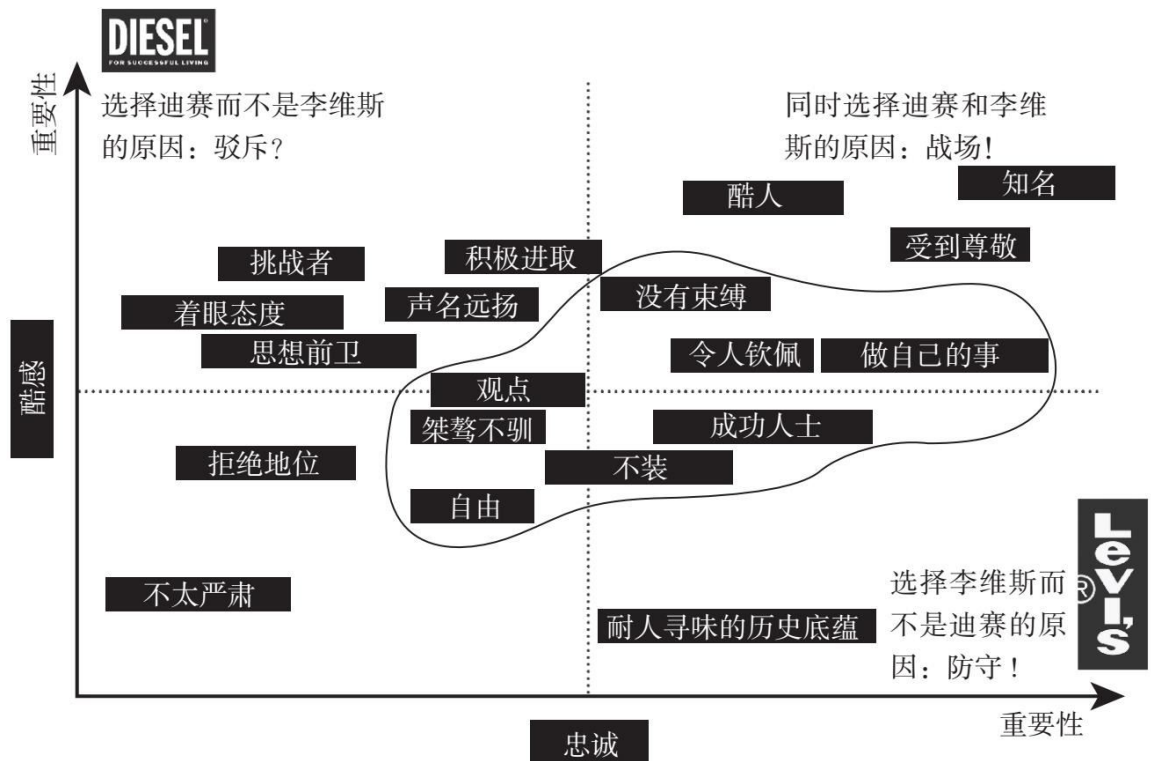 DIESEL
FOR SUCCESSFUL LIVING
重要性
选择迪赛而不是李维斯
的原因：驳斥？
同时选择迪赛和李维
斯的原因：战场！
酷人
知名
挑战者
积极进取
受到尊敬
着眼态度
声名远扬
没有束缚
思想前卫
令人钦佩
做自己的事
酷感
观点
桀骜不驯
成功人士
拒绝地位
不装
自由
Levi's
®
不太严肃
耐人寻味的历史底蕴
选择李维斯而
不是迪赛的原
因：防守！
重要性
忠诚